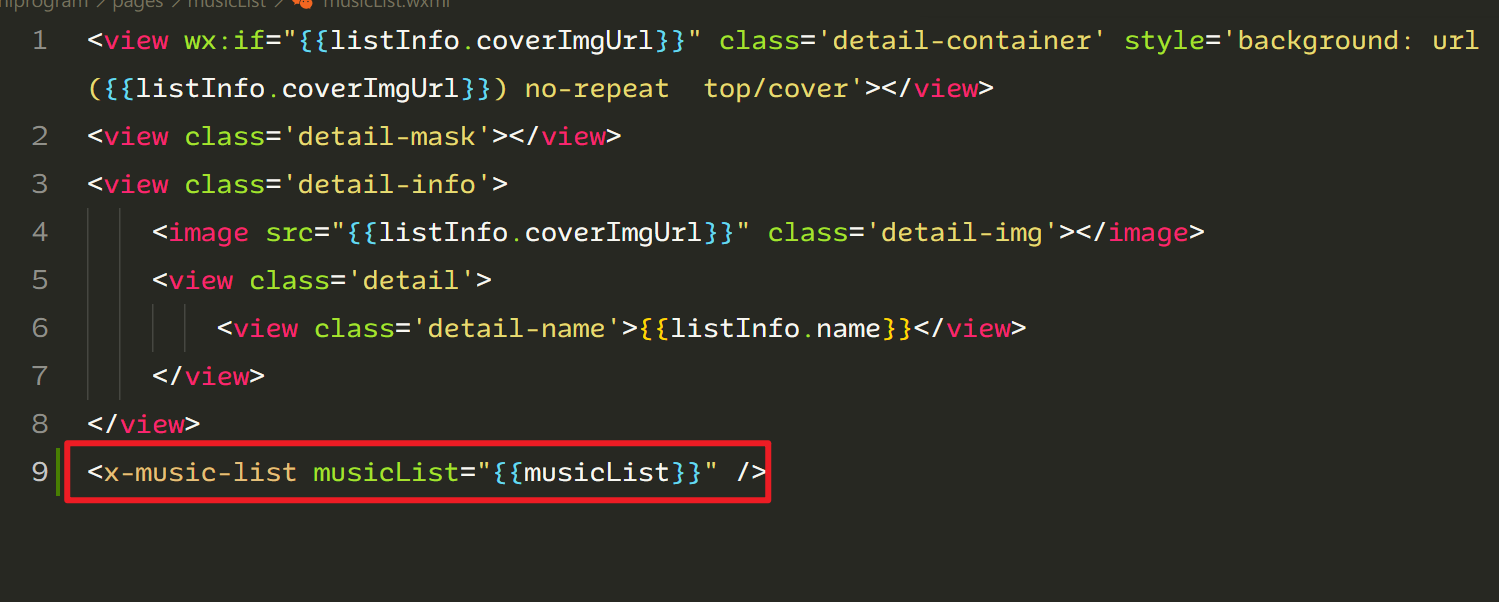 niprogram > pages > musicList > musicList.wxml
1 <view wx:if="{{listInfo.coverImgUrl}}" class='detail-container' style='background: url
({{listInfo.coverImgUrl}}) no-repeat  top/cover'></view>
2 <view class='detail-mask'></view>
3 <view class='detail-info'>
4     <image src="{{listInfo.coverImgUrl}}" class='detail-img'></image>
5     <view class='detail'>
6         <view class='detail-name'>{{listInfo.name}}</view>
7     </view>
8 </view>
9 <x-music-list musicList="{{musicList}}" />